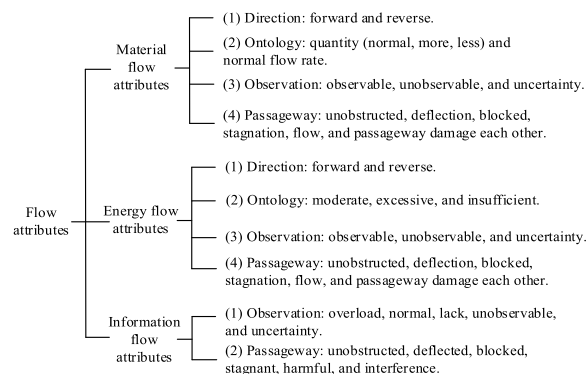 Flow
attributes
Material
flow
attributes
(1) Direction: forward and reverse.
(2) Ontology: quantity (normal, more, less) and
normal flow rate.
(3) Observation: observable, unobservable, and uncertainty.
(4) Passageway: unobstructed, deflection, blocked,
stagnation, flow, and passageway damage each other.
Energy flow
attributes
(1) Direction: forward and reverse.
(2) Ontology: moderate, excessive, and insufficient.
(3) Observation: observable, unobservable, and uncertainty.
(4) Passageway: unobstructed, deflection, blocked,
stagnation, flow, and passageway damage each other.
Information
flow
attributes
(1) Observation: overload, normal, lack, unobservable,
and uncertainty.
(2) Passageway: unobstructed, deflected, blocked,
stagnant, harmful, and interference.